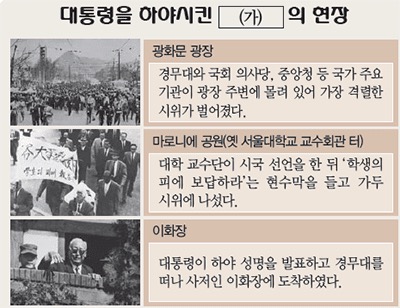 대통령을 하야시킨 (가) 의 현장
광화문 광장
경무대와 국회 의사당, 중앙청 등 국가 주요
기관이 광장 주변에 몰려 있어 가장 격렬한
시위가 벌어졌다.
마로니에 공원(옛 서울대학교 교수회관 터)
대학 교수단이 시국 선언을 한 뒤 ‘학생의
피에 보답하라’는 현수막을 들고 가두
시위에 나섰다.
이화장
대통령이 하야 성명을 발표하고 경무대를
떠나 사저인 이화장에 도착하였다.